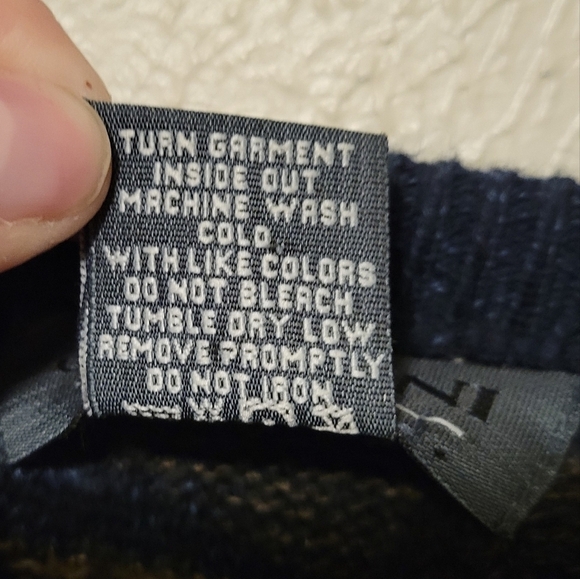 TURN GARMENT
INSIDE OUT
MACHINE WASH
COLD
WITH LIKE COLORS
DO NOT BLEACH
TUMBLE DRY LOW
REMOVE PROMPTLY
DO NOT IRON